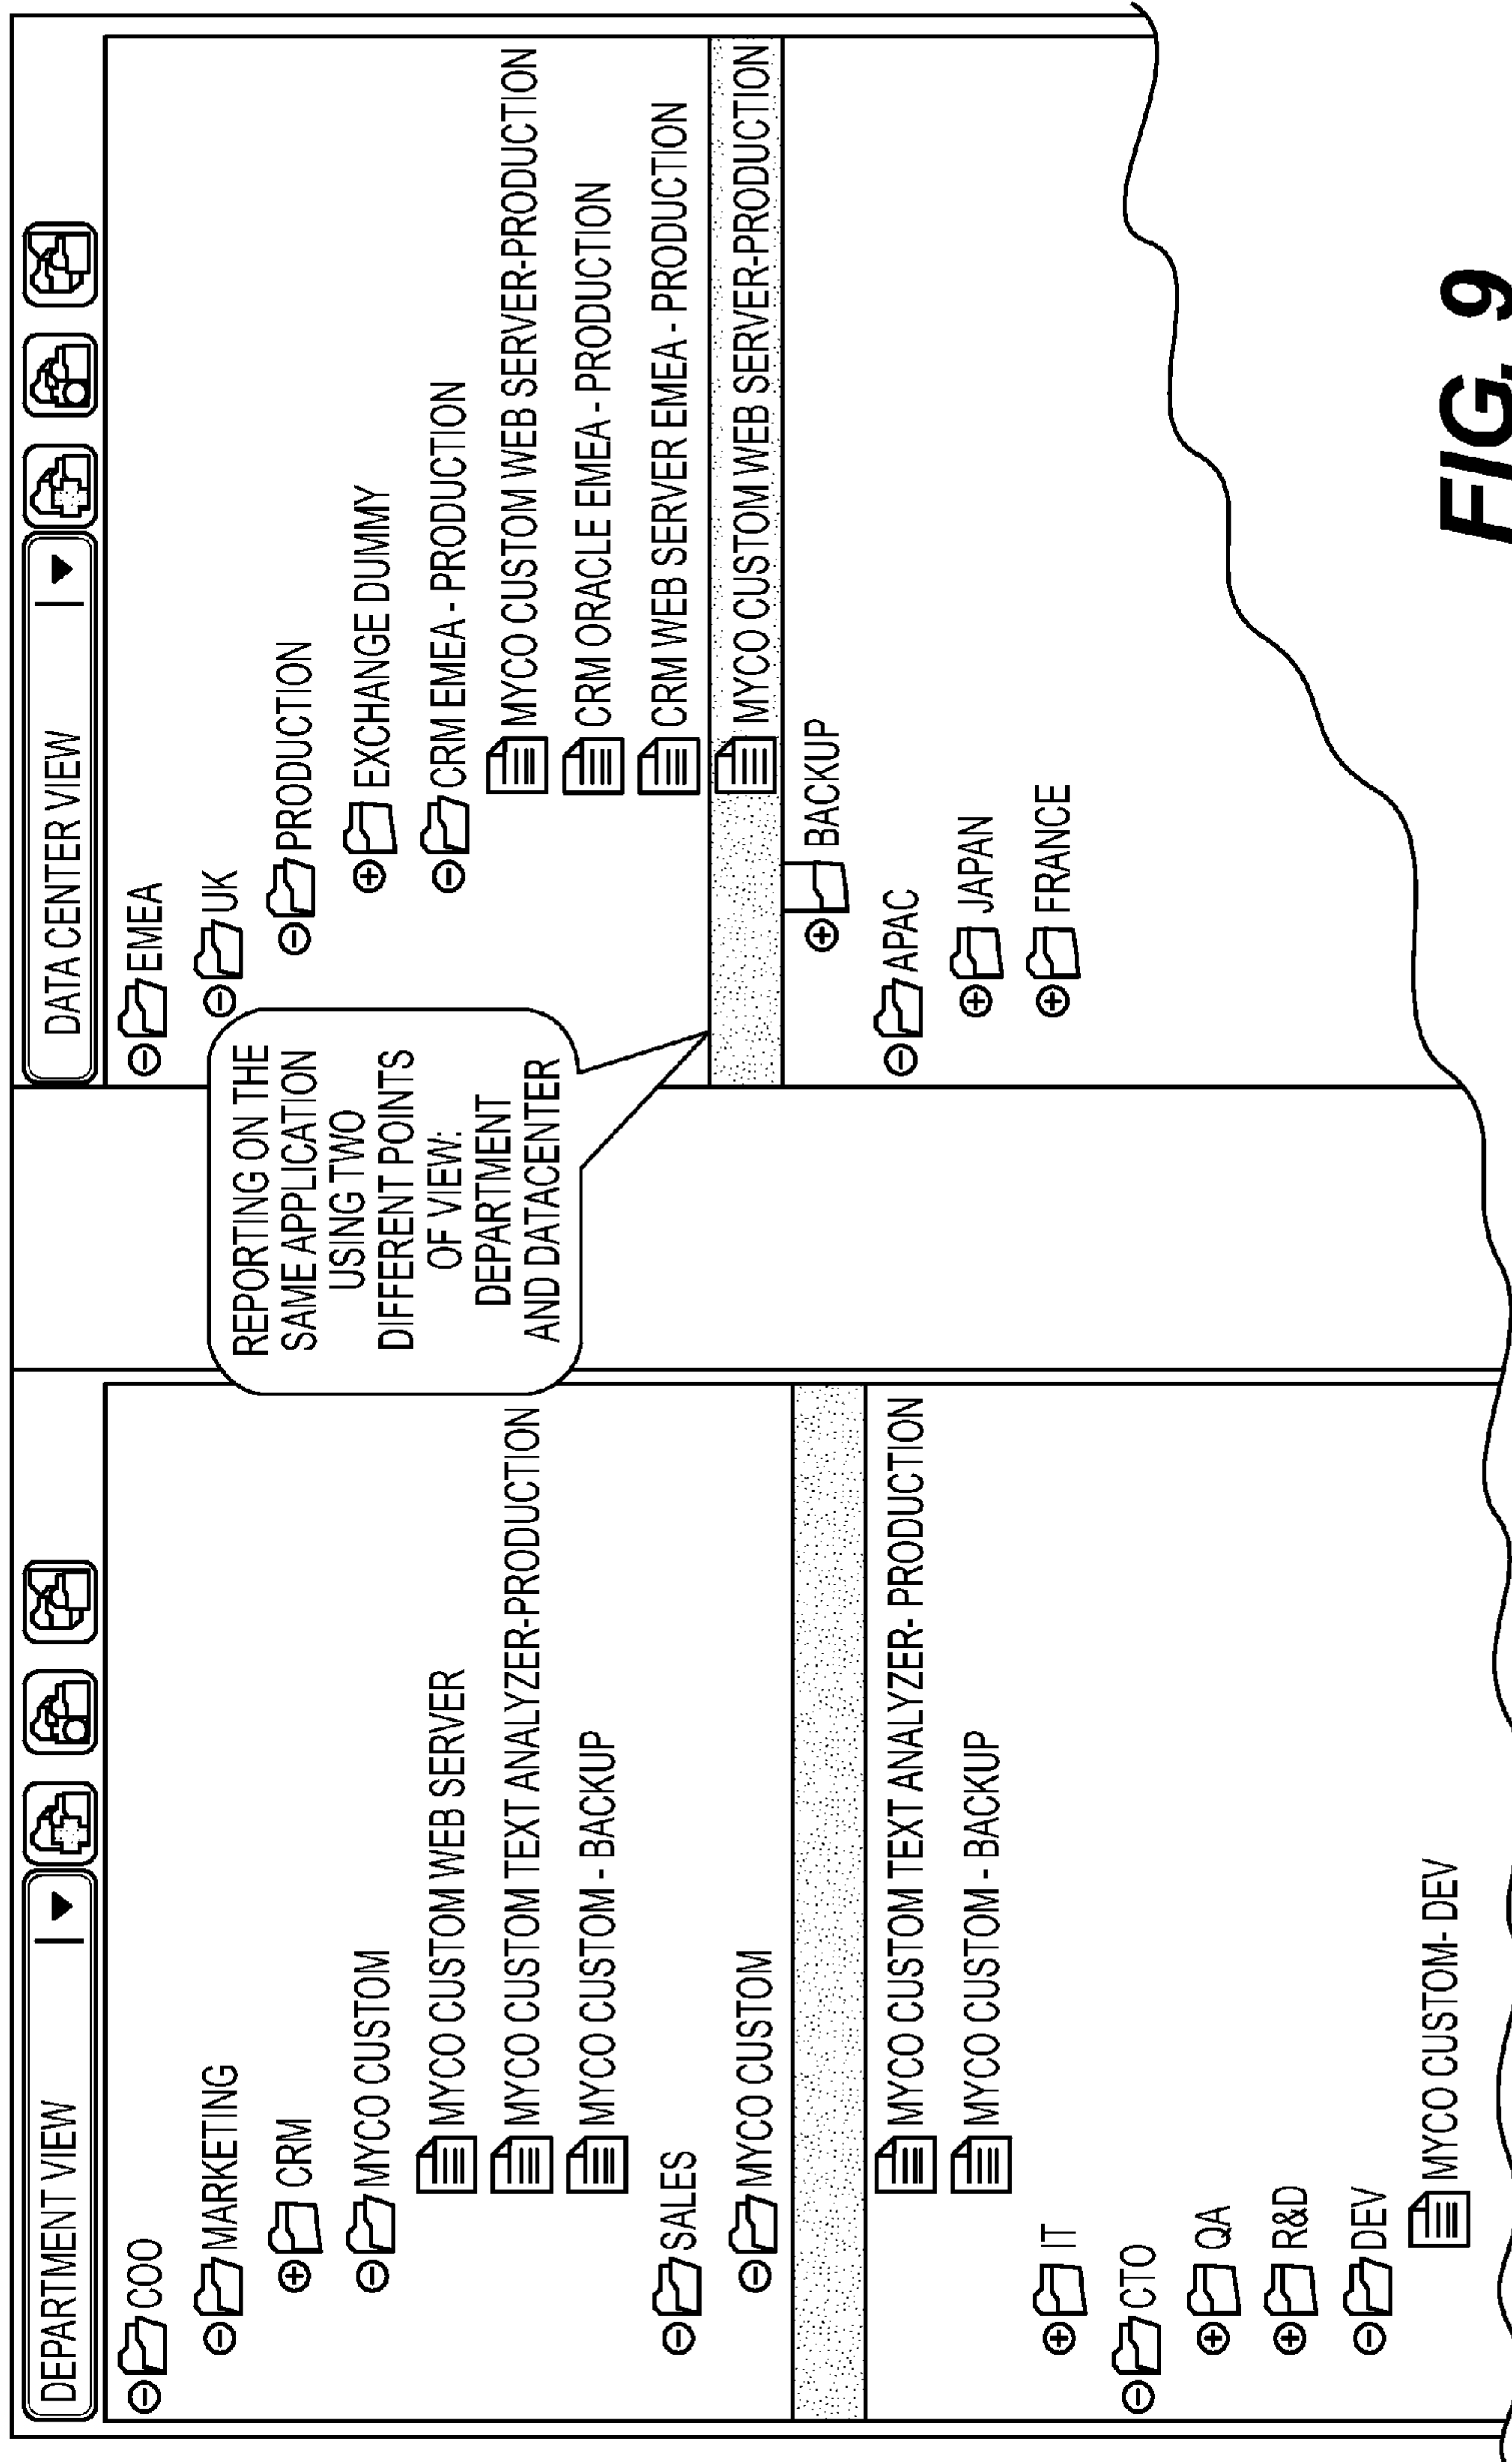 DEPARTMENT VIEW
COO
MARKETING
CRM
MYCO CUSTOM
MYCO CUSTOM WEB SERVER
MYCO CUSTOM TEXT ANALYZER-PRODUCTION
MYCO CUSTOM - BACKUP
SALES
MYCO CUSTOM
MYCO CUSTOM TEXT ANALYZER- PRODUCTION
MYCO CUSTOM - BACKUP
IT
CTO
QA
R&D
DEV
MYCO CUSTOM- DEV
REPORTING ON THE
SAME APPLICATION
USING TWO
DIFFERENT POINTS
OF VIEW:
DEPARTMENT
AND DATACENTER
DATA CENTER VIEW
EMEA
UK
PRODUCTION
EXCHANGE DUMMY
CRM EMEA - PRODUCTION
MYCO CUSTOM WEB SERVER-PRODUCTION
CRM ORACLE EMEA - PRODUCTION
CRM WEB SERVER EMEA - PRODUCTION
MYCO CUSTOM WEB SERVER-PRODUCTION
BACKUP
APAC
JAPAN
FRANCE
FIG. 9